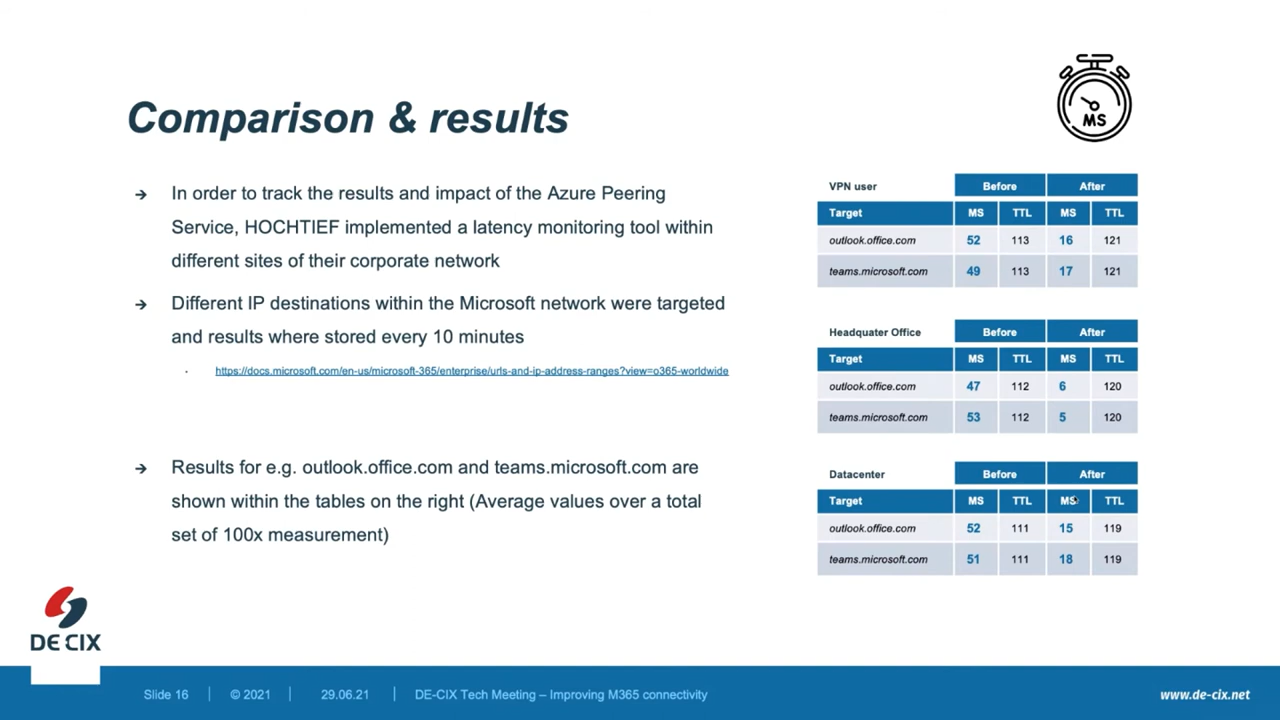 MS
Comparison & results
→ In order to track the results and impact of the Azure Peering
Service, HOCHTIEF implemented a latency monitoring tool within
different sites of their corporate network
→ Different IP destinations within the Microsoft network were targeted
and results where stored every 10 minutes
· https://docs.microsoft.com/en-us/microsoft-365/enterprise/urls-and-ip-address-ranges?view=o365-worldwide
→ Results for e.g. outlook.office.com and teams.microsoft.com are
shown within the tables on the right (Average values over a total
set of 100x measurement)
VPN user Before After
Target MS TTL MS TTL
outlook.office.com 52 113 16 121
teams.microsoft.com 49 113 17 121
Headquater Office Before After
Target MS TTL MS TTL
outlook.office.com 47 112 6 120
teams.microsoft.com 53 112 5 120
Datacenter Before After
Target MS TTL MS TTL
outlook.office.com 52 111 15 119
teams.microsoft.com 51 111 18 119
DE CIX
Slide 16 | © 2021 | 29.06.21 | DE-CIX Tech Meeting – Improving M365 connectivity
www.de-cix.net